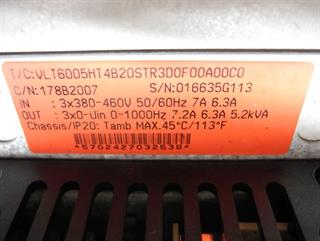 T/C:VLT6005HT4B20STR3D0F00A00C0
C/N:178B2007 S/N:016635G113
IN : 3x380-460V 50/60Hz 7A 6.3A
OUT : 3x0-Uin 0-1000Hz 7.2A 6.3A 5.2kVA
Chassis/IP20: Tamb MAX.45°C/113°F
*6702427032639*